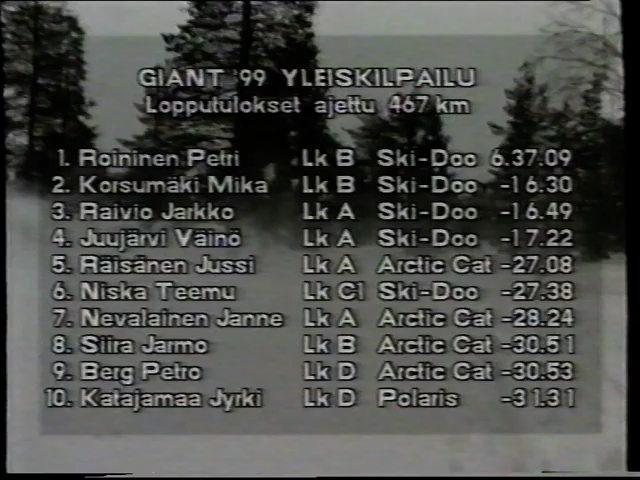 GIANT '99 YLEISKILPAILU
Lopputulokset ajettu 467 km
1. Roininen Petri Lk B Ski-Doo 6.37.09
2. Korsumäki Mika Lk B Ski-Doo -16.30
3. Raivio Jarkko Lk A Ski-Doo -16.49
4. Juujärvi Väinö Lk A Ski-Doo -17.22
5. Räisänen Jussi Lk A Arctic Cat -27.08
6. Niska Teemu Lk C1 Ski-Doo -27.38
7. Nevalainen Janne Lk A Arctic Cat -28.24
8. Siira Jarmo Lk B Arctic Cat -30.51
9. Berg Petro Lk D Arctic Cat -30.53
10. Katajamaa Jyrki Lk D Polaris -31.31